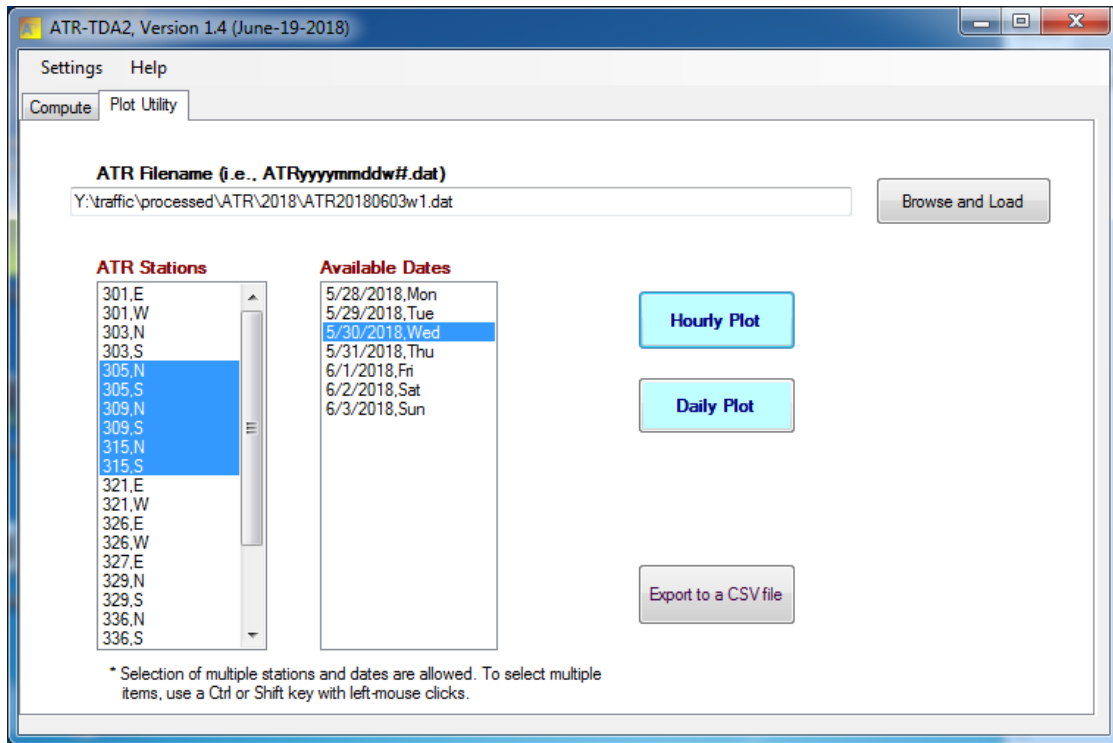 ATR-TDA2, Version 1.4 (June-19-2018)
Settings Help
Compute Plot Utility
ATR Filename (i.e., ATRyyyymmddw#.dat)
Y:\traffic\processed\ATR\2018\ATR20180603w1.dat
Browse and Load
ATR Stations
301,E
301,W
303,N
303,S
305,N
305,S
309,N
309,S
315,N
315,S
321,E
321,W
326,E
326,W
327,E
329,N
329,S
336,N
336,S
Available Dates
5/28/2018,Mon
5/29/2018,Tue
5/30/2018,Wed
5/31/2018,Thu
6/1/2018,Fri
6/2/2018,Sat
6/3/2018,Sun
Hourly Plot
Daily Plot
Export to a CSV file
* Selection of multiple stations and dates are allowed. To select multiple
items, use a Ctrl or Shift key with left-mouse clicks.